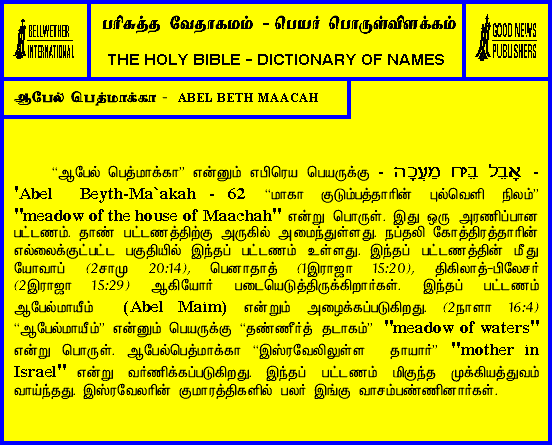 BELLWETHER
INTERNATIONAL
பரிசுத்த வேதாகமம் - பெயர் பொருள்விளக்கம்
THE HOLY BIBLE - DICTIONARY OF NAMES
GOOD NEWS
PUBLISHERS
ஆபேல் பெத்மாக்கா - ABEL BETH MAACAH
“ஆபேல் பெத்மாக்கா” என்னும் எபிரெய பெயருக்கு - אָבֵל בֵּית מַעֲכָה -
'Abel Beyth-Ma`akah - 62 “மாகா குடும்பத்தாரின் புல்வெளி நிலம்”
"meadow of the house of Maachah" என்று பொருள். இது ஒரு அரணிப்பான
பட்டணம். தாண் பட்டணத்திற்கு அருகில் அமைந்துள்ளது. நப்தலி கோத்திரத்தாரின்
எல்லைக்குட்பட்ட பகுதியில் இந்தப் பட்டணம் உள்ளது. இந்தப் பட்டணத்தின் மீது
யோவாப் (2சாமு 20:14), பெனாதாத் (1இராஜா 15:20), திகிலாத்-பிலேசர்
(2இராஜா 15:29) ஆகியோர் படையெடுத்திருக்கிறார்கள். இந்தப் பட்டணம்
ஆபேல்மாயீம் (Abel Maim) என்றும் அழைக்கப்படுகிறது. (2நாளா 16:4)
“ஆபேல்மாயீம்” என்னும் பெயருக்கு “தண்ணீர்த் தடாகம்” "meadow of waters"
என்று பொருள். ஆபேல்பெத்மாக்கா “இஸ்ரவேலிலுள்ள தாயார்” "mother in
Israel" என்று வர்ணிக்கப்படுகிறது. இந்தப் பட்டணம் மிகுந்த முக்கியத்துவம்
வாய்ந்தது. இஸ்ரவேலரின் குமாரத்திகளில் பலர் இங்கு வாசம்பண்ணினார்கள்.